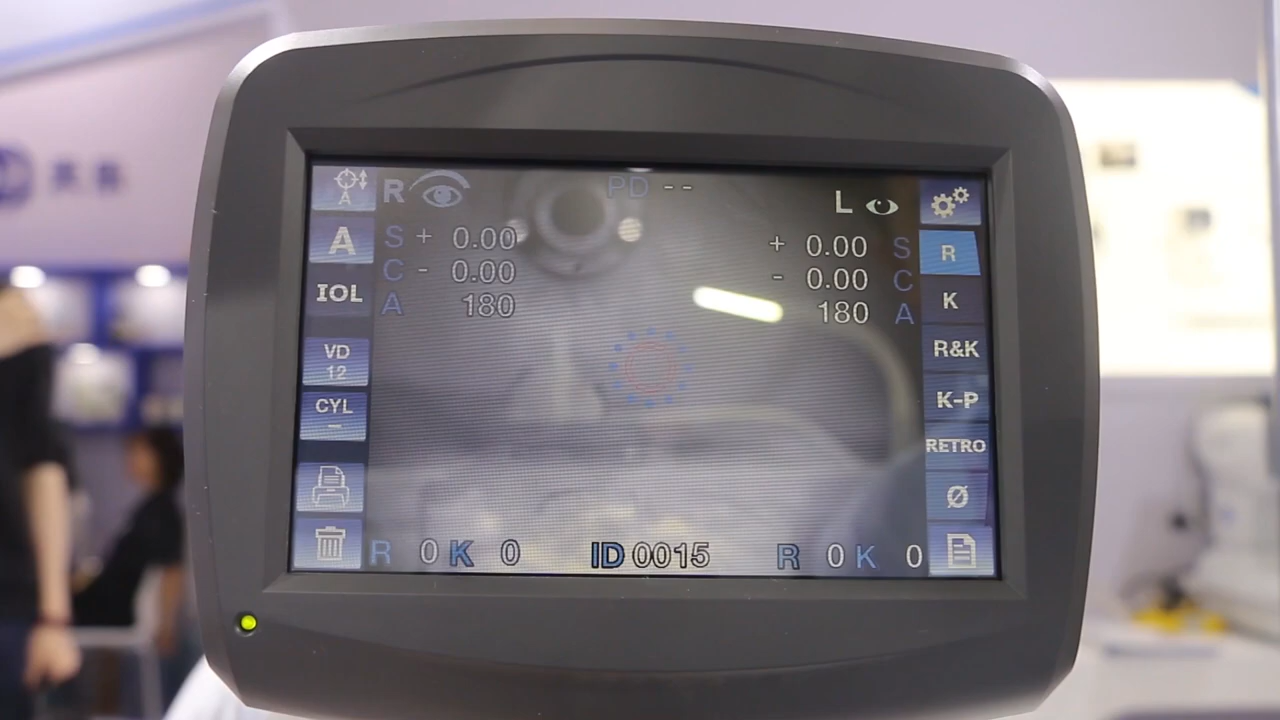 R PD -- L
A
S + 0.00 + 0.00 S
C - 0.00 - 0.00 C
A 180 180 A
A
IOL
VD
12
CYL
–
R
K
R&K
K-P
RETRO
Ø
R 0 K 0 ID 0015 R 0 K 0